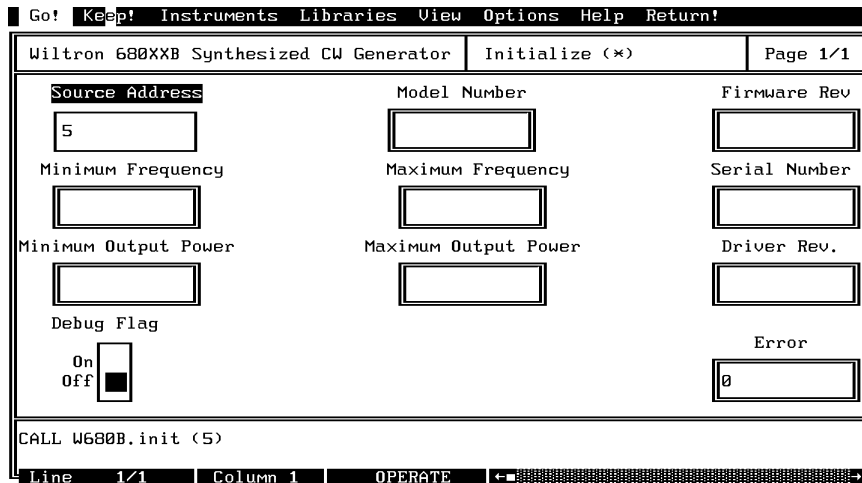 Go! Keep! Instruments Libraries View Options Help Return!
Wiltron 680XXB Synthesized CW Generator Initialize (*) Page 1/1
Source Address Model Number Firmware Rev
5
Minimum Frequency Maximum Frequency Serial Number
Minimum Output Power Maximum Output Power Driver Rev.
Debug Flag
Error
On
Off 0
CALL W680B.init (5)
Line 1/1 Column 1 OPERATE